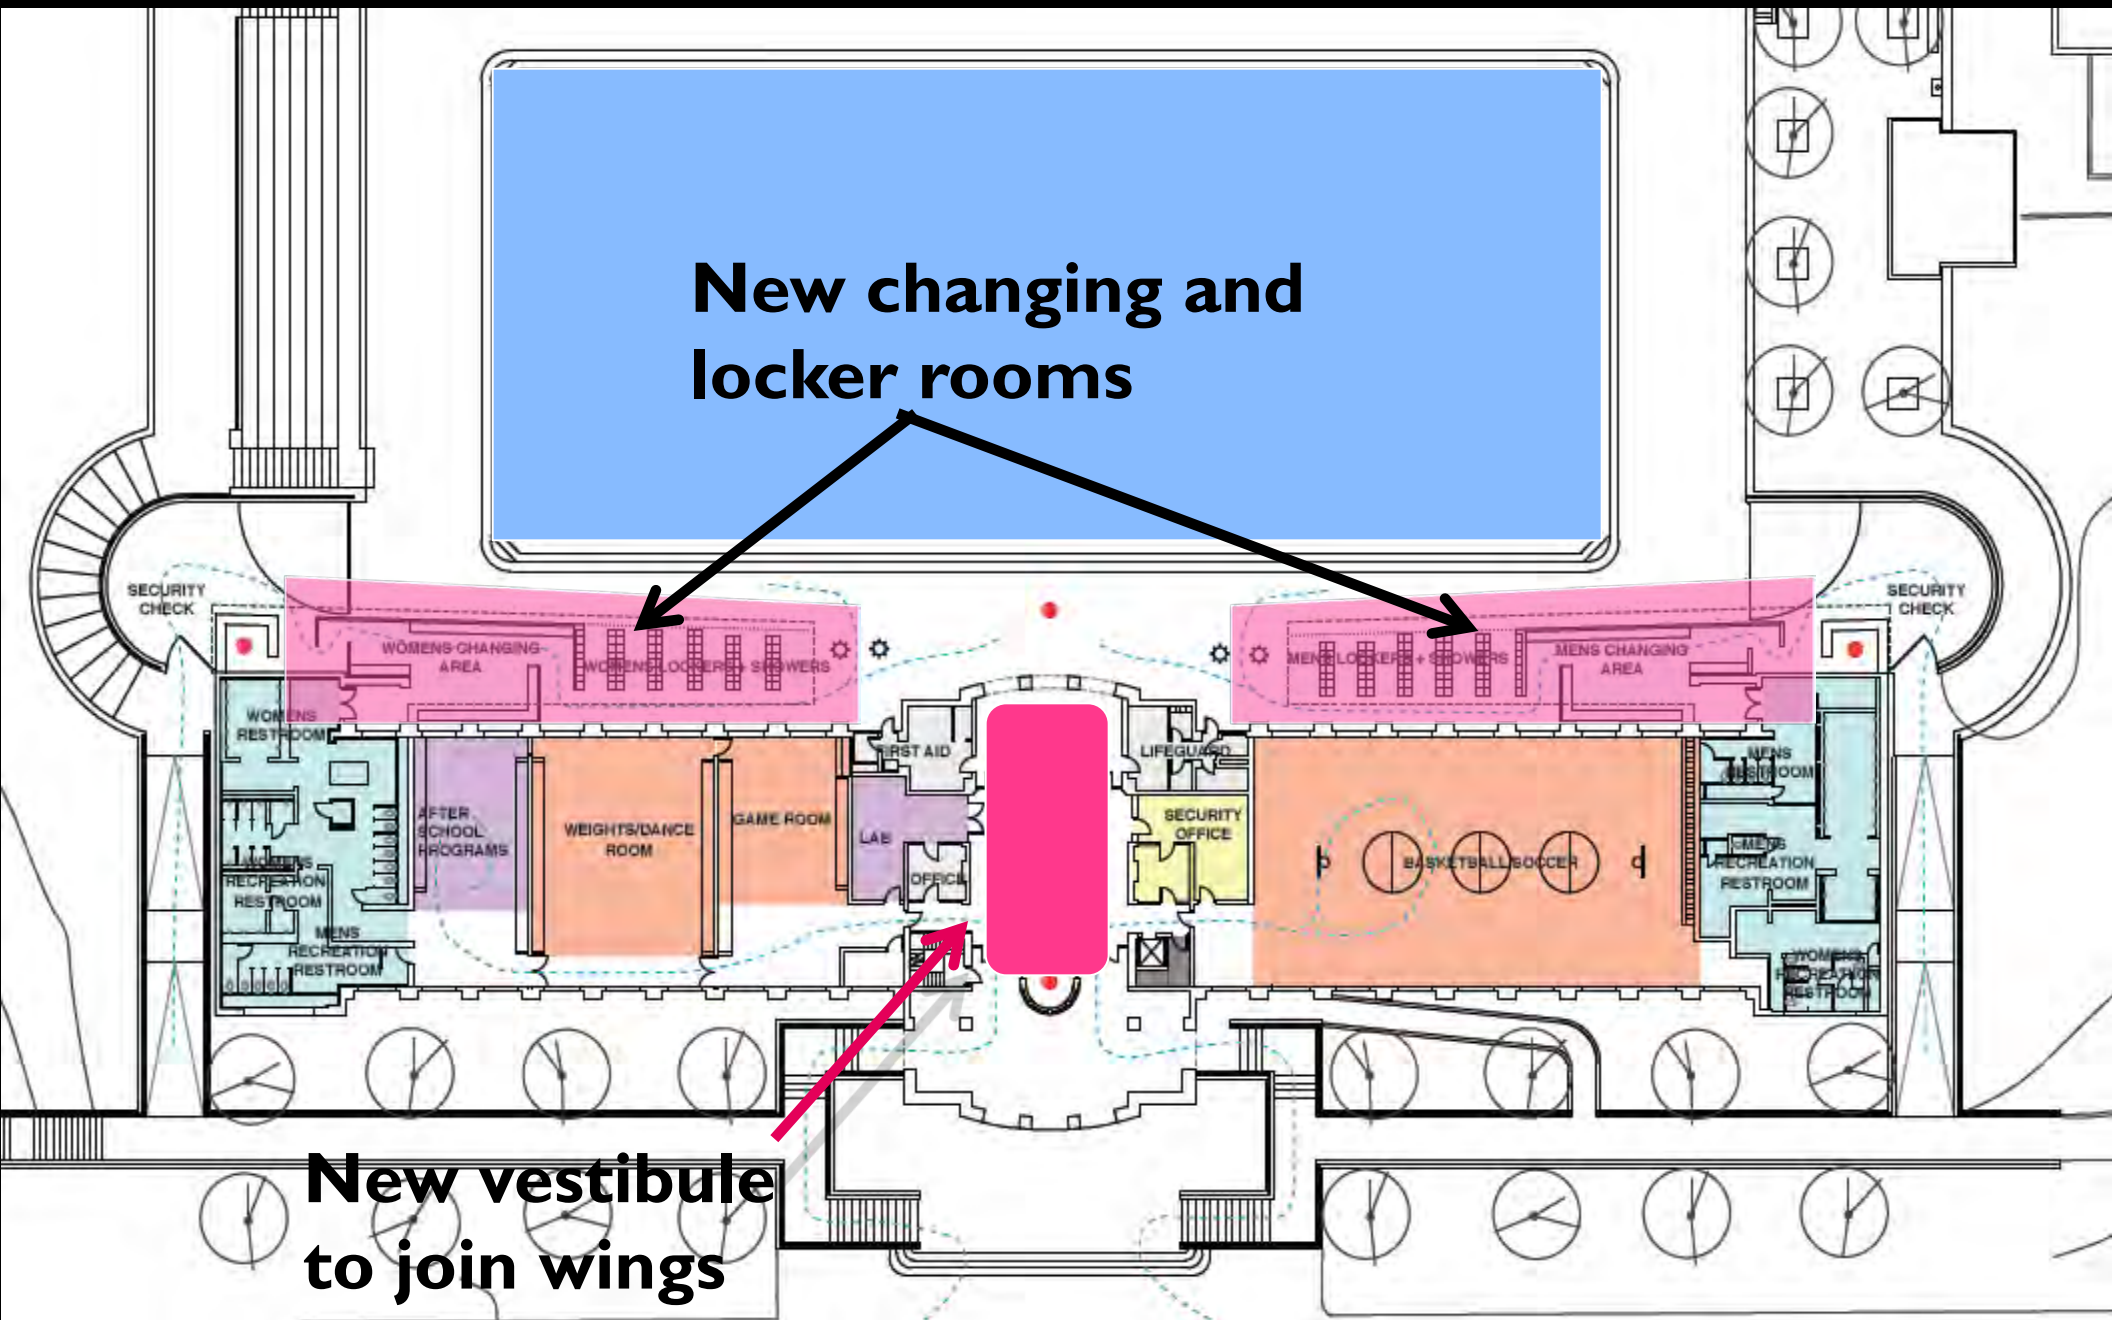 New changing and
locker rooms
SECURITY
CHECK
SECURITY
CHECK
WOMENS CHANGING
AREA
WOMENS LOCKERS + SHOWERS
MENS LOCKERS + SHOWERS
MENS CHANGING
AREA
WOMENS
RESTROOM
FIRST AID
LIFEGUARD
MENS
RESTROOM
AFTER
SCHOOL
PROGRAMS
WEIGHTS/DANCE
ROOM
GAME ROOM
LAB
SECURITY
OFFICE
BASKETBALL/SOCCER
MENS
RECREATION
RESTROOM
WOMENS
RECREATION
RESTROOM
OFFICE
MENS
RECREATION
RESTROOM
WOMENS
RECREATION
RESTROOM
New vestibule
to join wings